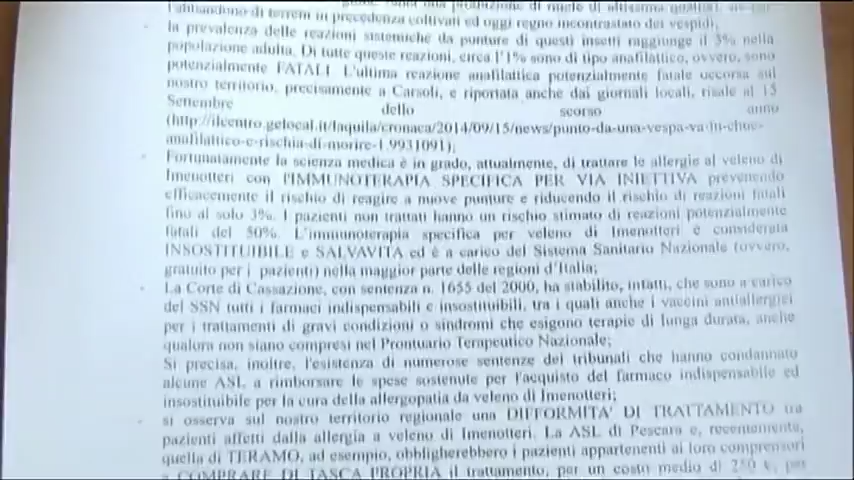 l'abbandono di terreni in precedenza coltivati ed oggi regno incontrastato dei vespidi;
la prevalenza delle reazioni sistemiche da punture di questi insetti raggiunge il 3% nella
popolazione adulta. Di tutte queste reazioni, circa l'1% sono di tipo anafilattico, ovvero, sono
potenzialmente FATALI. L'ultima reazione anafilattica potenzialmente fatale occorsa sul
nostro territorio, precisamente a Carsoli, e riportata anche dai giornali locali, risale al 15
Settembre dello scorso anno
(http://ilcentro.gelocal.it/laquila/cronaca/2014/09/15/news/punto-da-una-vespa-va-in-choc-
anafilattico-e-rischia-di-morire-1.9931091);
Fortunatamente la scienza medica è in grado, attualmente, di trattare le allergie al veleno di
Imenotteri con l'IMMUNOTERAPIA SPECIFICA PER VIA INIETTIVA prevenendo
efficacemente il rischio di reagire a nuove punture e riducendo il rischio di reazioni fatali
fino al solo 3%. I pazienti non trattati hanno un rischio stimato di reazioni potenzialmente
fatali del 50%. L'immunoterapia specifica per veleno di Imenotteri è considerata
INSOSTITUIBILE e SALVAVITA ed è a carico del Sistema Sanitario Nazionale (ovvero,
gratuito per i pazienti) nella maggior parte delle regioni d'Italia;
La Corte di Cassazione, con sentenza n. 1655 del 2000, ha stabilito, infatti, che sono a carico
del SSN tutti i farmaci indispensabili e insostituibili, tra i quali anche i vaccini antiallergici
per i trattamenti di gravi condizioni o sindromi che esigono terapie di lunga durata, anche
qualora non siano compresi nel Prontuario Terapeutico Nazionale;
Si precisa, inoltre, l'esistenza di numerose sentenze dei tribunali che hanno condannato
alcune ASL a rimborsare le spese sostenute per l'acquisto del farmaco indispensabile ed
insostituibile per la cura della allergopatia da veleno di Imenotteri;
si osserva sul nostro territorio regionale una DIFFORMITA' DI TRATTAMENTO tra
pazienti affetti dalla allergia a veleno di Imenotteri. La ASL di Pescara e, recentemente,
quella di TERAMO, ad esempio, obbligherebbero i pazienti appartenenti ai loro comprensori
a COMPRARE DI TASCA PROPRIA il trattamento, per un costo medio di 250 €, per